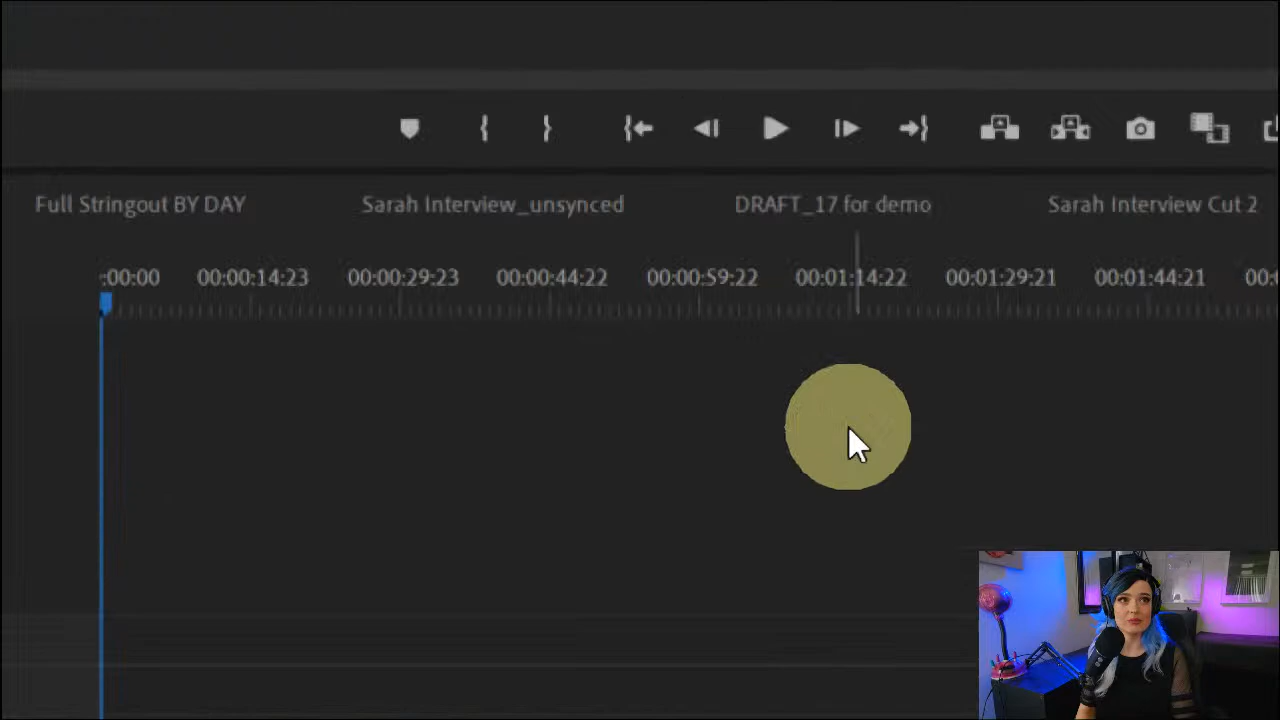 Full Stringout BY DAY Sarah Interview_unsynced DRAFT_17 for demo Sarah Interview Cut 2
:00:00 00:00:14:23 00:00:29:23 00:00:44:22 00:00:59:22 00:01:14:22 00:01:29:21 00:01:44:21 00:0